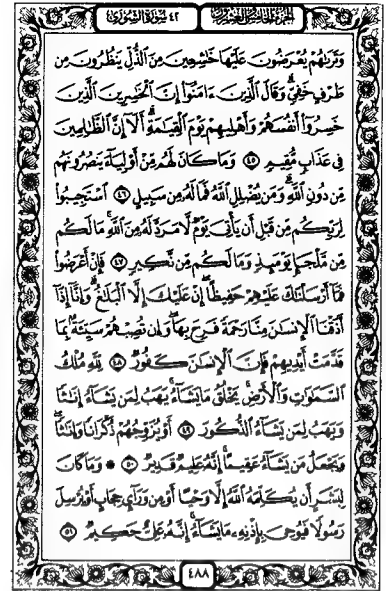 الجزء الخامس والعشرون
٤٢ سورة الشورى
وَتَرَىٰهُمْ يُعْرَضُونَ عَلَيْهَا خَٰشِعِينَ مِنَ ٱلذُّلِّ يَنظُرُونَ مِن
طَرْفٍ خَفِىٍّ ۗ وَقَالَ ٱلَّذِينَ ءَامَنُوٓا۟ إِنَّ ٱلْخَٰسِرِينَ ٱلَّذِينَ
خَسِرُوٓا۟ أَنفُسَهُمْ وَأَهْلِيهِمْ يَوْمَ ٱلْقِيَٰمَةِ ۗ أَلَآ إِنَّ ٱلظَّٰلِمِينَ
فِى عَذَابٍ مُّقِيمٍ ٤٥ وَمَا كَانَ لَهُم مِّنْ أَوْلِيَآءَ يَنصُرُونَهُم
مِّن دُونِ ٱللَّهِ ۗ وَمَن يُضْلِلِ ٱللَّهُ فَمَا لَهُۥ مِن سَبِيلٍ ٤٦ ٱسْتَجِيبُوا۟
لِرَبِّكُم مِّن قَبْلِ أَن يَأْتِىَ يَوْمٌ لَّا مَرَدَّ لَهُۥ مِنَ ٱللَّهِ ۚ مَا لَكُم
مِّن مَّلْجَإٍ يَوْمَئِذٍ وَمَا لَكُم مِّن نَّكِيرٍ ٤٧ فَإِنْ أَعْرَضُوا۟
فَمَآ أَرْسَلْنَٰكَ عَلَيْهِمْ حَفِيظًا ۖ إِنْ عَلَيْكَ إِلَّا ٱلْبَلَٰغُ ۗ وَإِنَّآ إِذَآ
أَذَقْنَا ٱلْإِنسَٰنَ مِنَّا رَحْمَةً فَرِحَ بِهَا ۖ وَإِن تُصِبْهُمْ سَيِّئَةٌۢ بِمَا
قَدَّمَتْ أَيْدِيهِمْ فَإِنَّ ٱلْإِنسَٰنَ كَفُورٌ ٤٨ لِّلَّهِ مُلْكُ
ٱلسَّمَٰوَٰتِ وَٱلْأَرْضِ ۚ يَخْلُقُ مَا يَشَآءُ ۚ يَهَبُ لِمَن يَشَآءُ إِنَٰثًا
وَيَهَبُ لِمَن يَشَآءُ ٱلذُّكُورَ ٤٩ أَوْ يُزَوِّجُهُمْ ذُكْرَانًا وَإِنَٰثًا ۖ
وَيَجْعَلُ مَن يَشَآءُ عَقِيمًا ۚ إِنَّهُۥ عَلِيمٌ قَدِيرٌ ٥٠ ۞ وَمَا كَانَ
لِبَشَرٍ أَن يُكَلِّمَهُ ٱللَّهُ إِلَّا وَحْيًا أَوْ مِن وَرَآئِ حِجَابٍ أَوْ يُرْسِلَ
رَسُولًا فَيُوحِىَ بِإِذْنِهِۦ مَا يَشَآءُ ۚ إِنَّهُۥ عَلِىٌّ حَكِيمٌ ٥١
٤٨٨